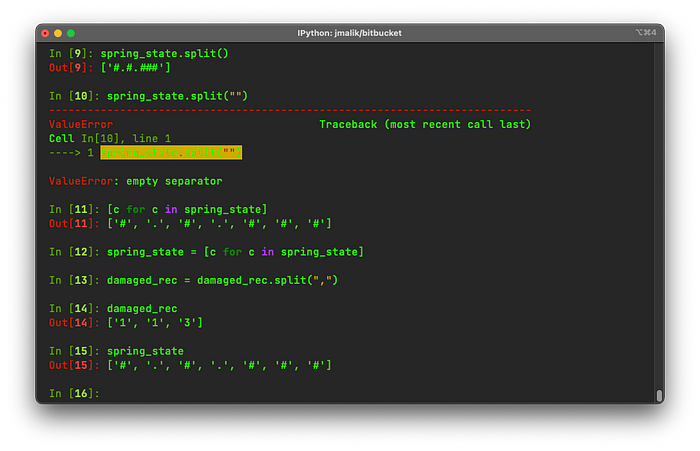 IPython: jmalik/bitbucket
⌥⌘4
In [9]: spring_state.split()
Out[9]: ['#.#.###']
In [10]: spring_state.split("")
---------------------------------------------------------------------------
ValueError                                Traceback (most recent call last)
Cell In[10], line 1
----> 1 spring_state.split("")
ValueError: empty separator
In [11]: [c for c in spring_state]
Out[11]: ['#', '.', '#', '.', '#', '#', '#']
In [12]: spring_state = [c for c in spring_state]
In [13]: damaged_rec = damaged_rec.split(",")
In [14]: damaged_rec
Out[14]: ['1', '1', '3']
In [15]: spring_state
Out[15]: ['#', '.', '#', '.', '#', '#', '#']
In [16]: